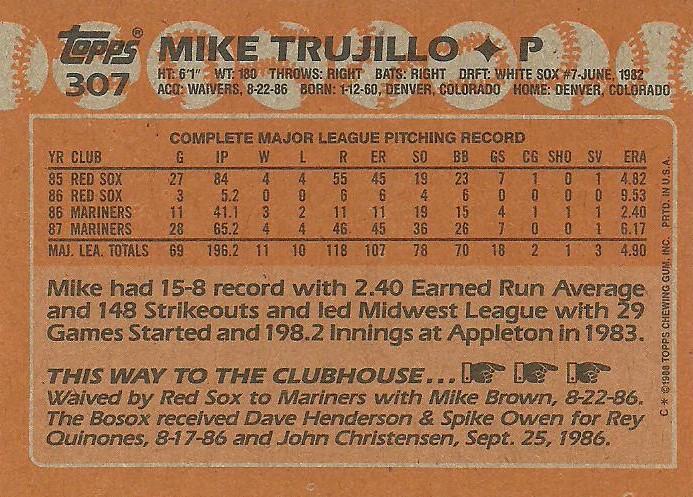 topps® MIKE TRUJILLO ✦ P
307 HT: 6'1" WT: 180 THROWS: RIGHT BATS: RIGHT DRFT: WHITE SOX #7-JUNE, 1982
ACQ: WAIVERS, 8-22-86 BORN: 1-12-60, DENVER, COLORADO HOME: DENVER, COLORADO
COMPLETE MAJOR LEAGUE PITCHING RECORD
YR CLUB G IP W L R ER SO BB GS CG SHO SV ERA
85 RED SOX 27 84 4 4 55 45 19 23 7 1 0 1 4.82
86 RED SOX 3 5.2 0 0 6 6 4 6 0 0 0 0 9.53
86 MARINERS 11 41.1 3 2 11 11 19 15 4 1 1 1 2.40
87 MARINERS 28 65.2 4 4 46 45 36 26 7 0 0 1 6.17
MAJ. LEA. TOTALS 69 196.2 11 10 118 107 78 70 18 2 1 3 4.90
Mike had 15-8 record with 2.40 Earned Run Average
and 148 Strikeouts and led Midwest League with 29
Games Started and 198.2 Innings at Appleton in 1983.
THIS WAY TO THE CLUBHOUSE...
Waived by Red Sox to Mariners with Mike Brown, 8-22-86.
The Bosox received Dave Henderson & Spike Owen for Rey
Quinones, 8-17-86 and John Christensen, Sept. 25, 1986.
C * ©1988 TOPPS CHEWING GUM, INC. PRTD. IN U.S.A.